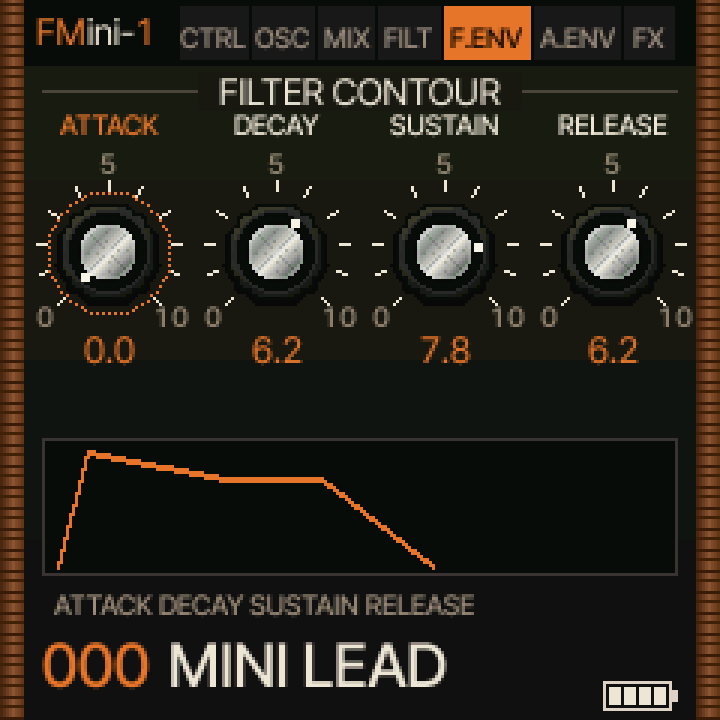 FMini-1 CTRL OSC MIX FILT F.ENV A.ENV FX
FILTER CONTOUR
ATTACK DECAY SUSTAIN RELEASE
5 5 5 5
0 10 0 10 0 10 0 10
0.0 6.2 7.8 6.2
ATTACK DECAY SUSTAIN RELEASE
000 MINI LEAD